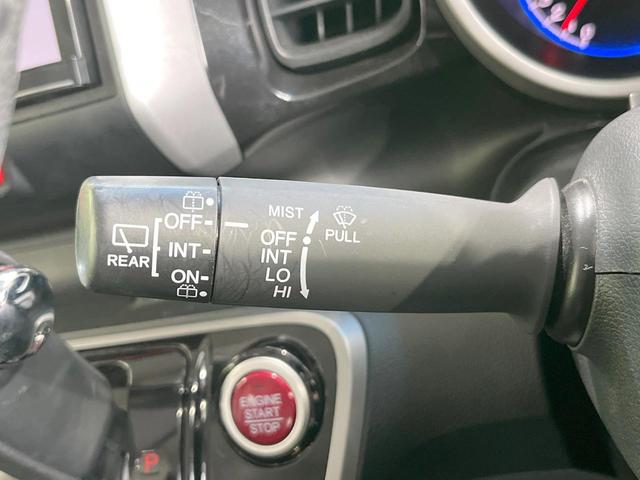 REAR
OFF
INT
ON
MIST
OFF
INT
LO
HI
PULL
ENGINE
START
STOP
P